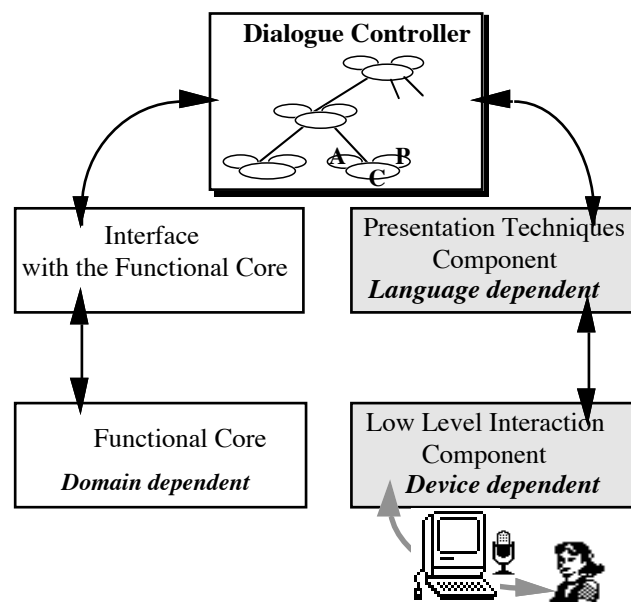 Dialogue Controller
A
P
C
Interface
with the Functional Core
Presentation Techniques
Component
Language dependent
Functional Core
Domain dependent
Low Level Interaction
Component
Device dependent